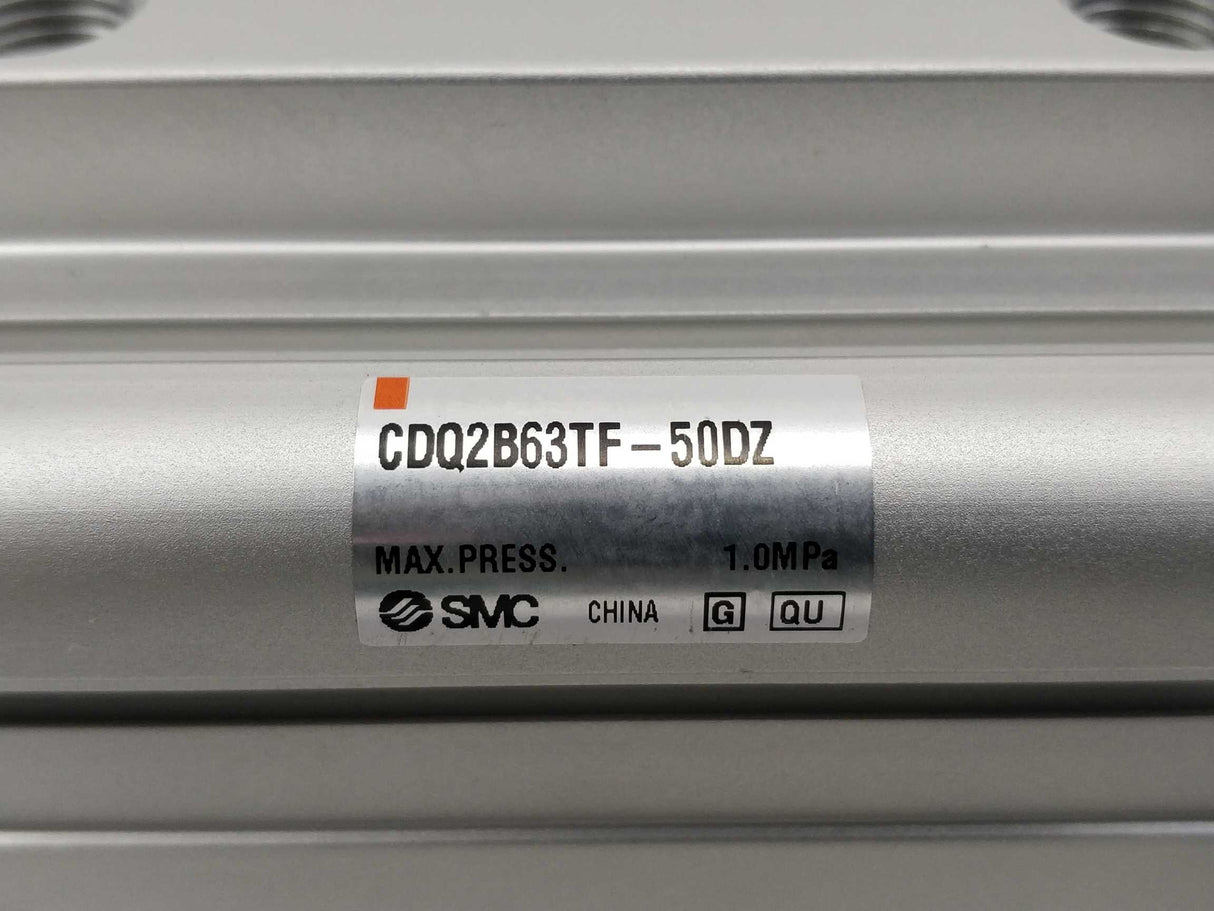 CDQ2B63TF-50DZ
MAX.PRESS. 1.0MPa
SMC CHINA G QU